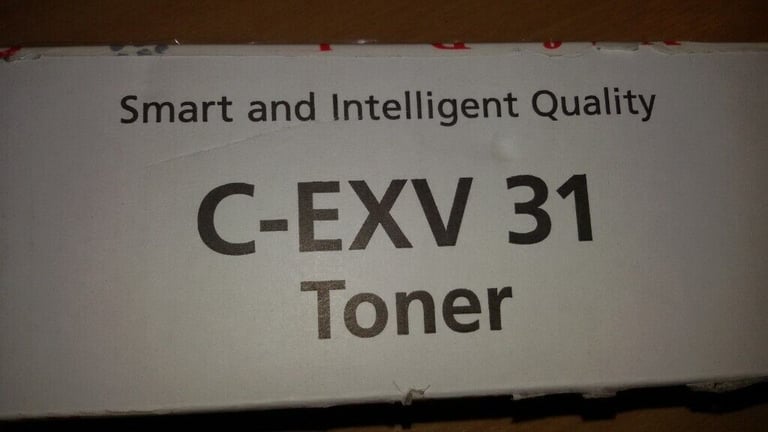 Smart and Intelligent Quality
C-EXV 31
Toner